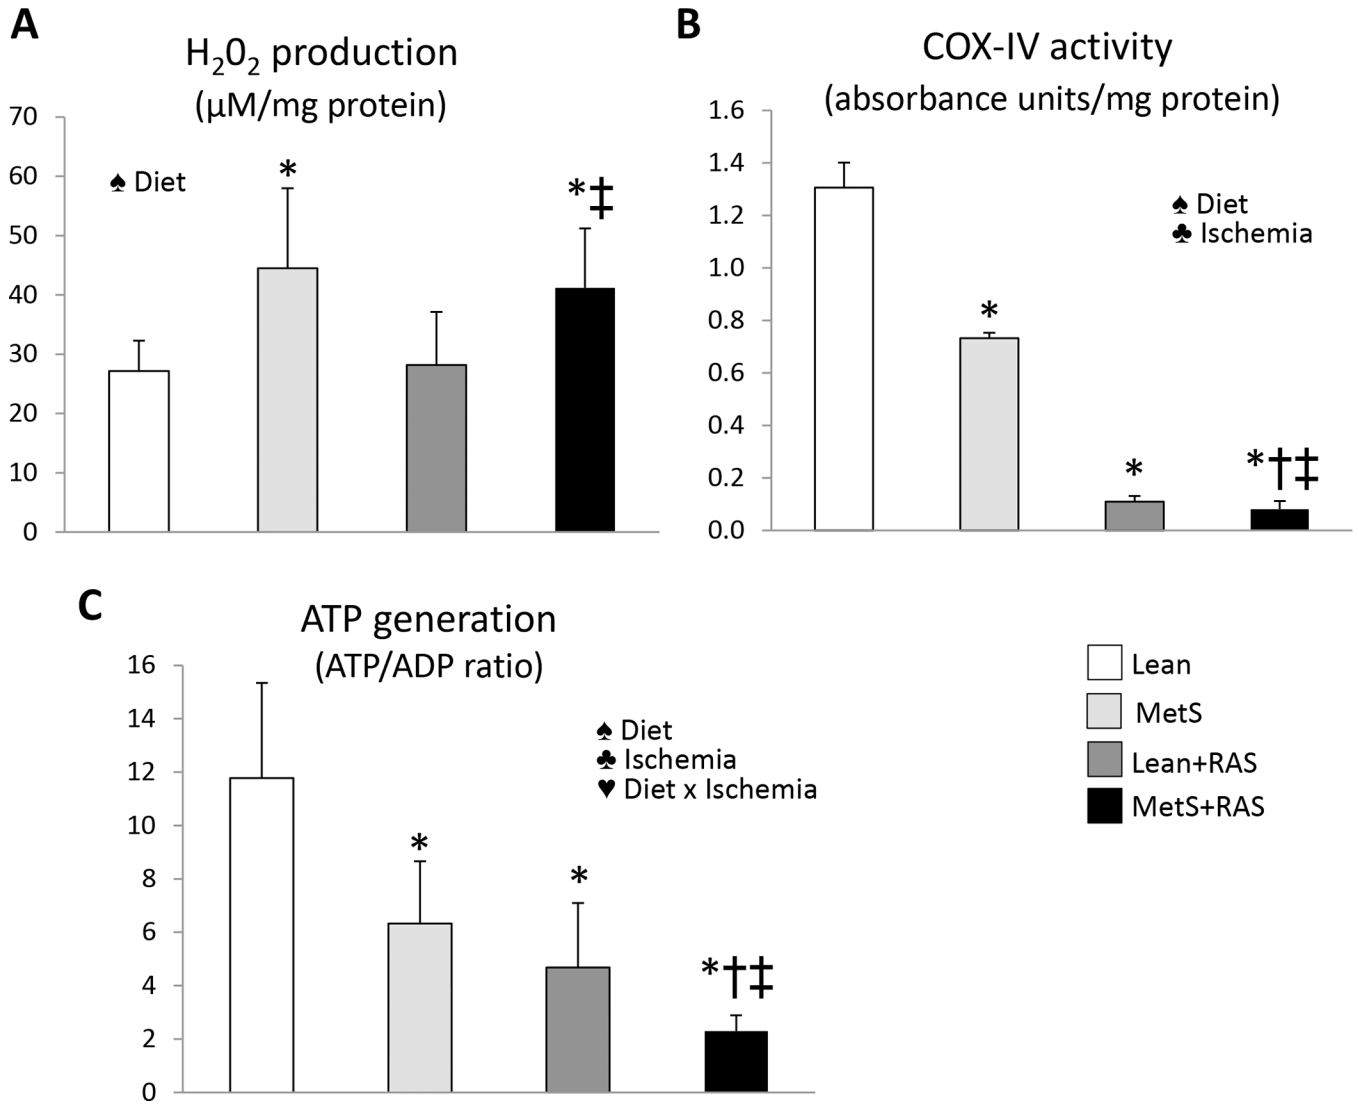 A
H₂0₂ production
(µM/mg protein)
70
60
50
40
30
20
10
0
♠ Diet
*
*‡
B
COX-IV activity
(absorbance units/mg protein)
1.6
1.4
1.2
1.0
0.8
0.6
0.4
0.2
0.0
♠ Diet
♣ Ischemia
*
*
*†‡
C
ATP generation
(ATP/ADP ratio)
16
14
12
10
8
6
4
2
0
♠ Diet
♣ Ischemia
♥ Diet x Ischemia
*
*
*†‡
Lean
MetS
Lean+RAS
MetS+RAS